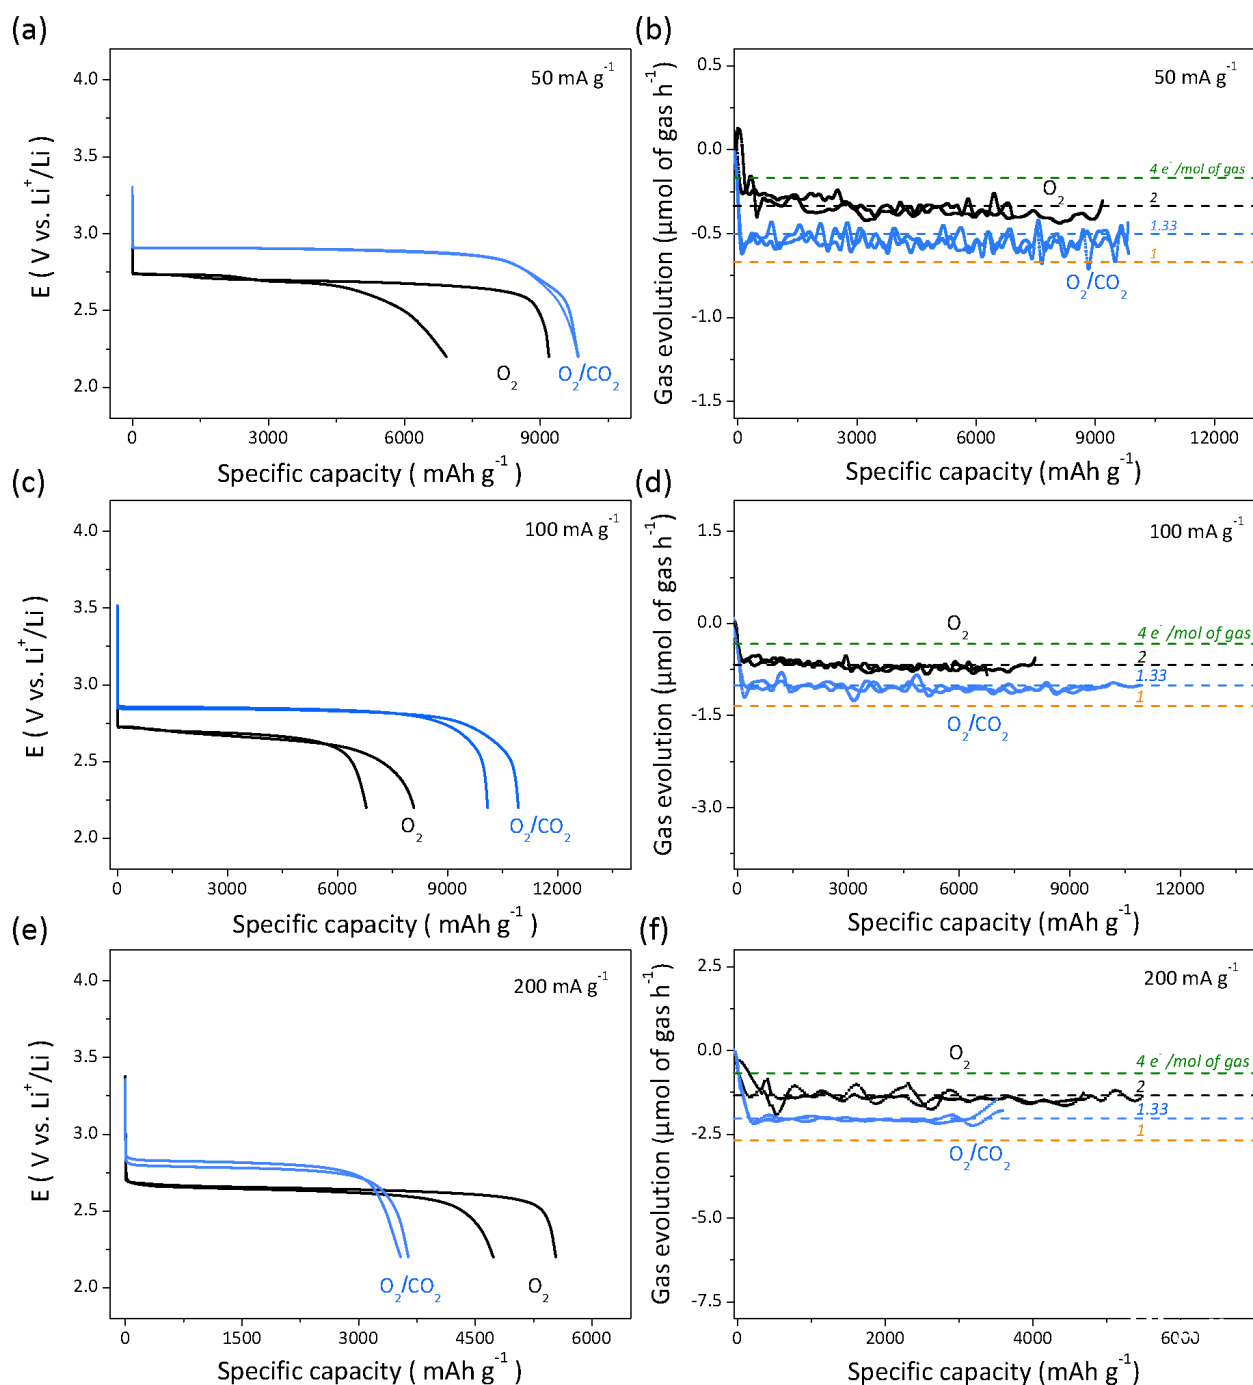 (a)
E ( V vs. Li⁺/Li)
4.0
3.5
3.0
2.5
2.0
50 mA g⁻¹
O₂
O₂/CO₂
0
3000
6000
9000
Specific capacity ( mAh g⁻¹ )
(b)
Gas evolution (µmol of gas h⁻¹)
0.5
0.0
-0.5
-1.0
-1.5
50 mA g⁻¹
4 e⁻/mol of gas
O₂
2
1.33
1
O₂/CO₂
0
3000
6000
9000
12000
Specific capacity (mAh g⁻¹)
(c)
E ( V vs. Li⁺/Li)
4.0
3.5
3.0
2.5
2.0
100 mA g⁻¹
O₂
O₂/CO₂
0
3000
6000
9000
12000
Specific capacity ( mAh g⁻¹ )
(d)
Gas evolution (µmol of gas h⁻¹)
1.5
0.0
-1.5
-3.0
100 mA g⁻¹
O₂
4 e⁻/mol of gas
2
1.33
1
O₂/CO₂
0
3000
6000
9000
12000
Specific capacity (mAh g⁻¹)
(e)
E ( V vs. Li⁺/Li)
4.0
3.5
3.0
2.5
2.0
200 mA g⁻¹
O₂/CO₂
O₂
0
1500
3000
4500
6000
Specific capacity ( mAh g⁻¹ )
(f)
Gas evolution (µmol of gas h⁻¹)
2.5
0.0
-2.5
-5.0
-7.5
200 mA g⁻¹
O₂
4 e⁻/mol of gas
2
1.33
1
O₂/CO₂
0
2000
4000
6000
Specific capacity (mAh g⁻¹)